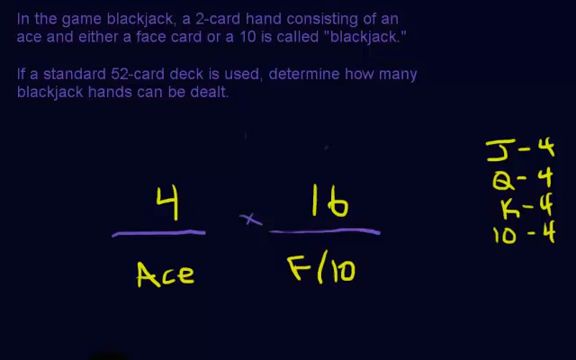 In the game blackjack, a 2-card hand consisting of an
ace and either a face card or a 10 is called "blackjack."
If a standard 52-card deck is used, determine how many
blackjack hands can be dealt.
J - 4
Q - 4
K - 4
10 - 4
4 × 16
Ace F/10